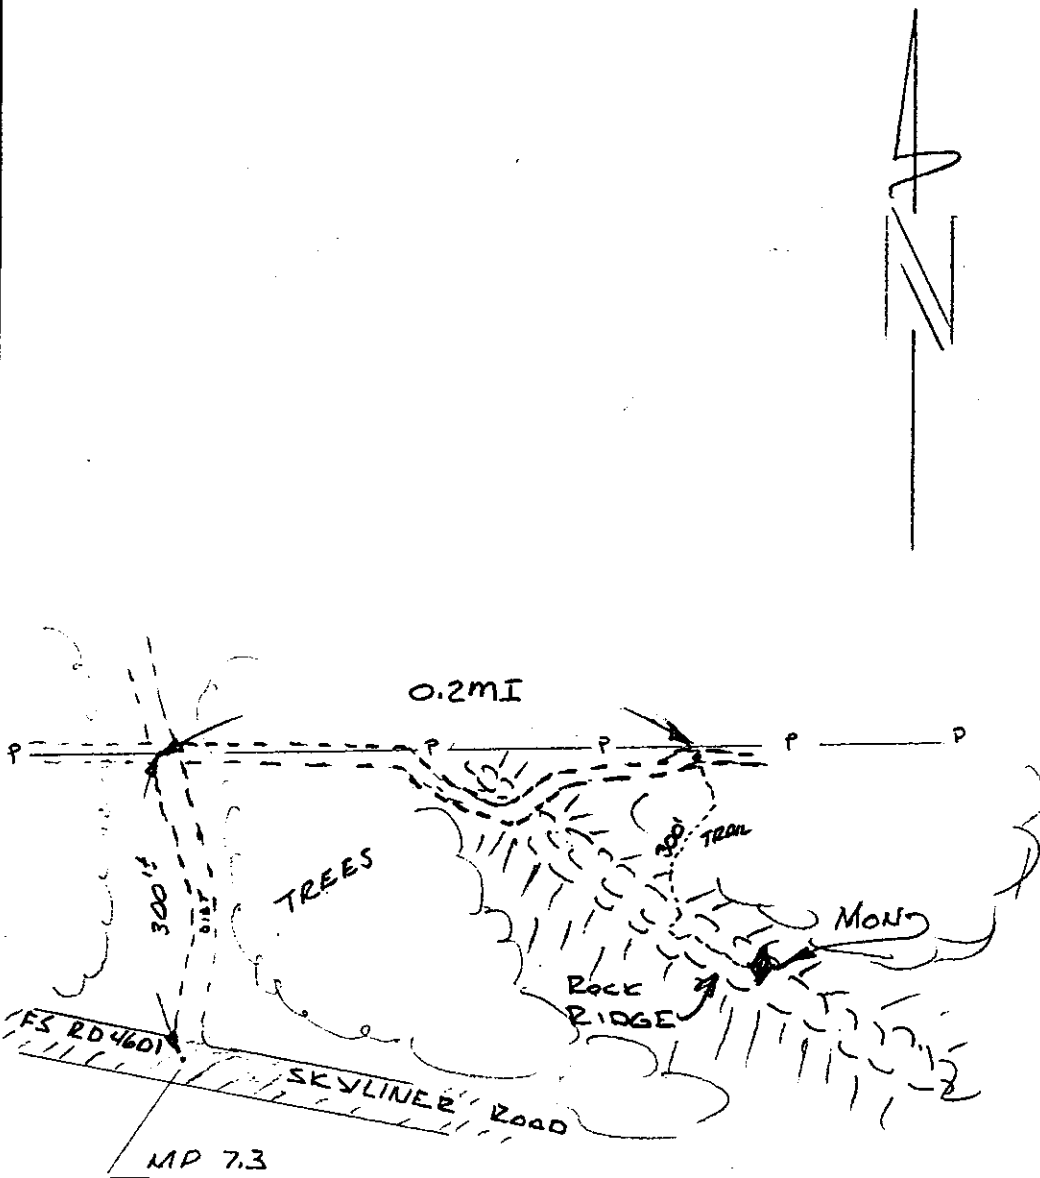 N
0.2MI
P P P P P
300'±
DIRT
TREES
300'
TRAIL
MON
ROCK
RIDGE
FS RD 4601
SKYLINER ROAD
MP 7.3